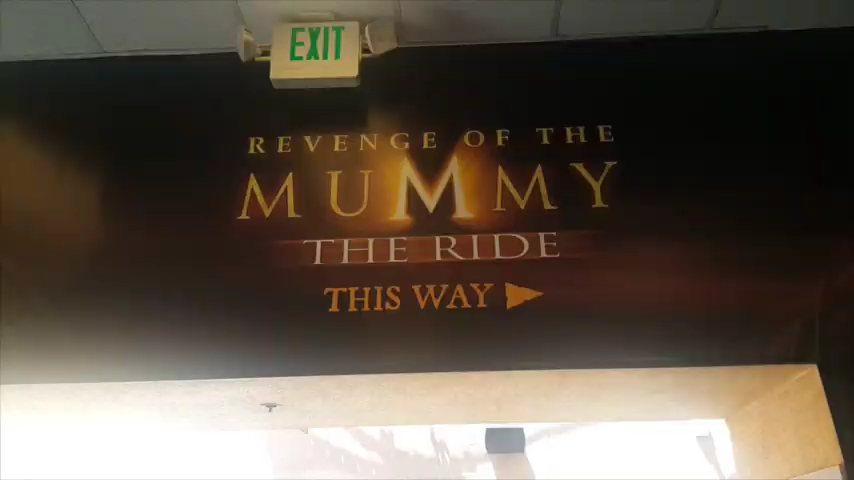 EXIT
REVENGE OF THE
MUMMY
THE RIDE
THIS WAY